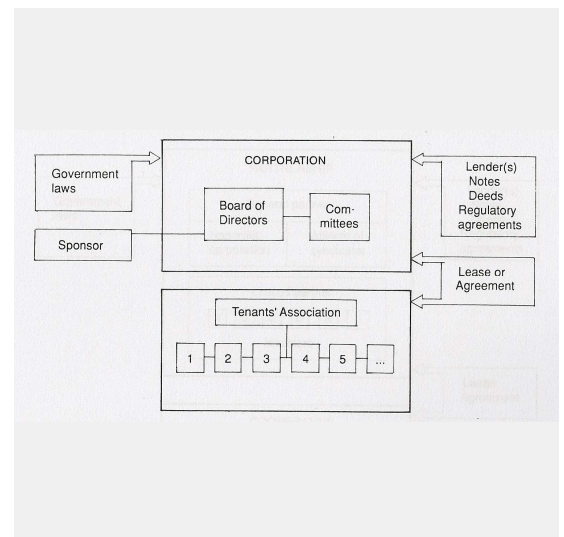 CORPORATION
Government
laws
Board of
Directors
Com-
mittees
Lender(s)
Notes
Deeds
Regulatory
agreements
Sponsor
Lease or
Agreement
Tenants' Association
1
2
3
4
5
...